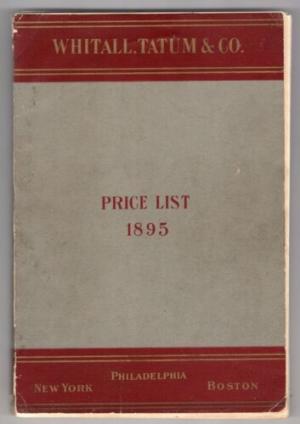 WHITALL, TATUM & CO.
PRICE LIST
1895
PHILADELPHIA
NEW YORK BOSTON